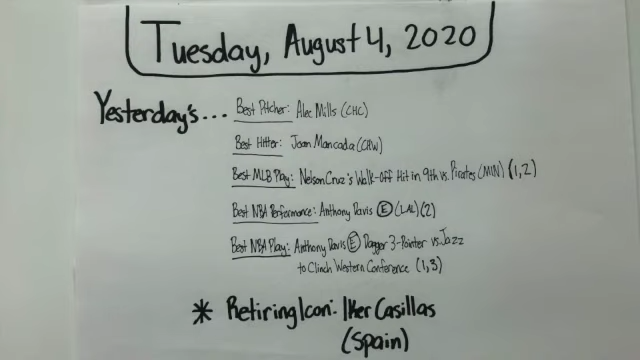 Tuesday, August 4, 2020
Yesterday's... Best Pitcher: Alec Mills (CHC)
Best Hitter: Joan Moncada (CHW)
Best MLB Play: Nelson Cruz's Walk-off Hit in 9th vs. Pirates (MIN) (1,2)
Best NBA Performance: Anthony Davis Ⓔ (LAL) (2)
Best NBA Play: Anthony Davis Ⓔ Dagger 3-Pointer vs. Jazz
to Clinch Western Conference (1,3)
* Retiring Icon: Iker Casillas
(Spain)